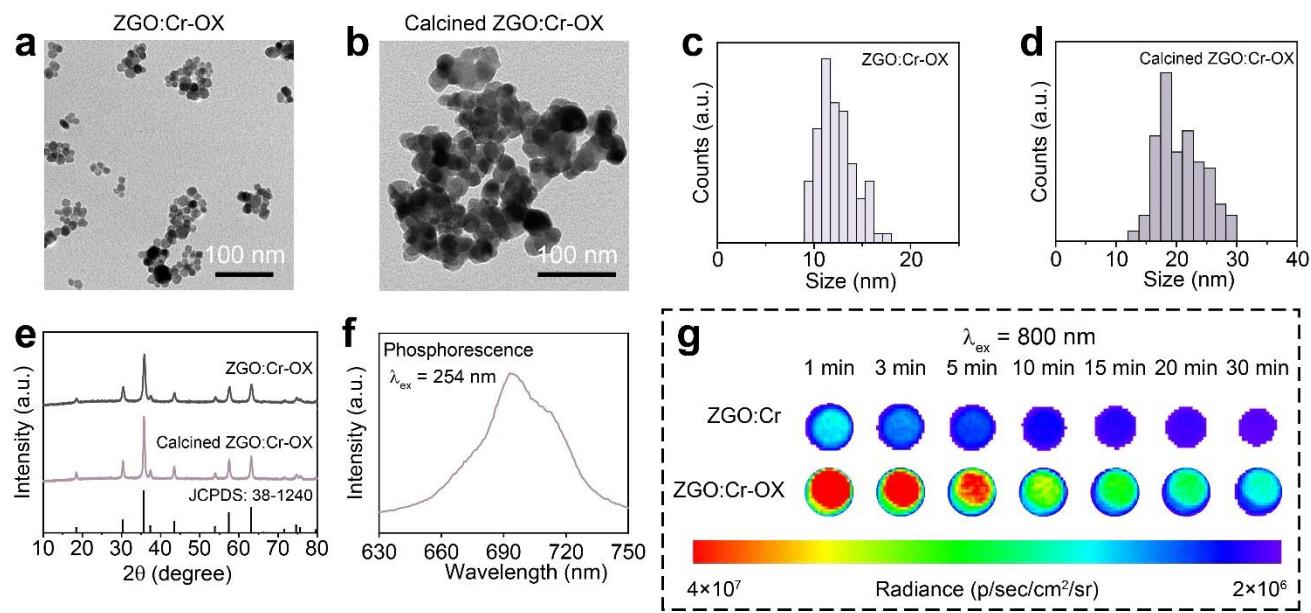 ZGO:Cr-OX
a
100 nm
Calcined ZGO:Cr-OX
b
100 nm
c
ZGO:Cr-OX
Counts (a.u.)
0 10 20
Size (nm)
d
Calcined ZGO:Cr-OX
Counts (a.u.)
0 10 20 30 40
Size (nm)
e
ZGO:Cr-OX
Calcined ZGO:Cr-OX
JCPDS: 38-1240
Intensity (a.u.)
10 20 30 40 50 60 70 80
2θ (degree)
f
Phosphorescence
λex = 254 nm
Intensity (a.u.)
630 660 690 720 750
Wavelength (nm)
g
λex = 800 nm
1 min 3 min 5 min 10 min 15 min 20 min 30 min
ZGO:Cr
ZGO:Cr-OX
4×10⁷ Radiance (p/sec/cm²/sr) 2×10⁶